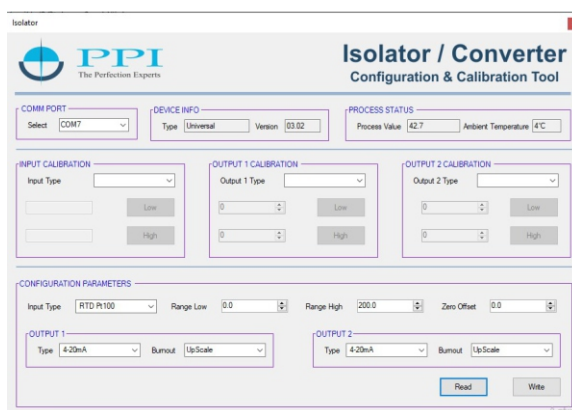 Isolator
PPI
The Perfection Experts
Isolator / Converter
Configuration & Calibration Tool
COMM PORT
Select COM7
DEVICE INFO
Type Universal Version 03.02
PROCESS STATUS
Process Value 42.7 Ambient Temperature 4°C
INPUT CALIBRATION
Input Type
Low
High
OUTPUT 1 CALIBRATION
Output 1 Type
0 Low
0 High
OUTPUT 2 CALIBRATION
Output 2 Type
0 Low
0 High
CONFIGURATION PARAMETERS
Input Type RTD Pt100 Range Low 0.0 Range High 200.0 Zero Offset 0.0
OUTPUT 1
Type 4-20mA Burnout UpScale
OUTPUT 2
Type 4-20mA Burnout UpScale
Read Write